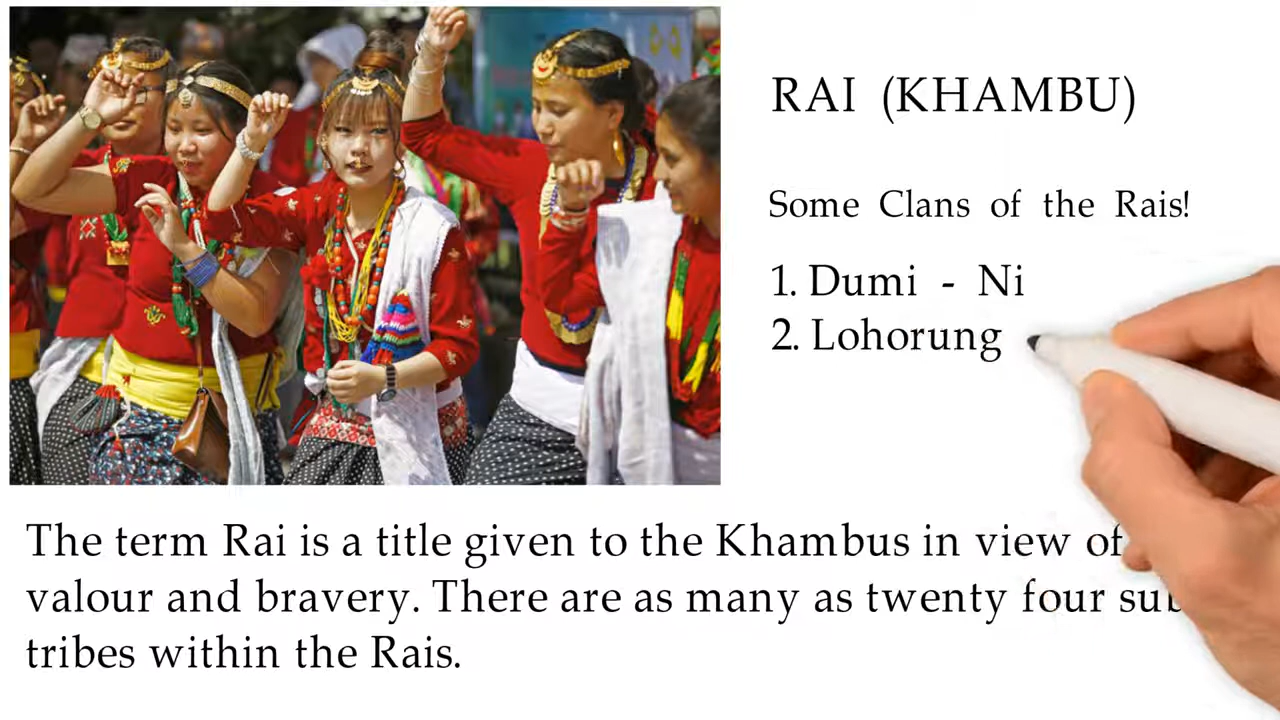 RAI (KHAMBU)
Some Clans of the Rais!
1. Dumi - Ni
2. Lohorung
The term Rai is a title given to the Khambus in view of
valour and bravery. There are as many as twenty four sub
tribes within the Rais.